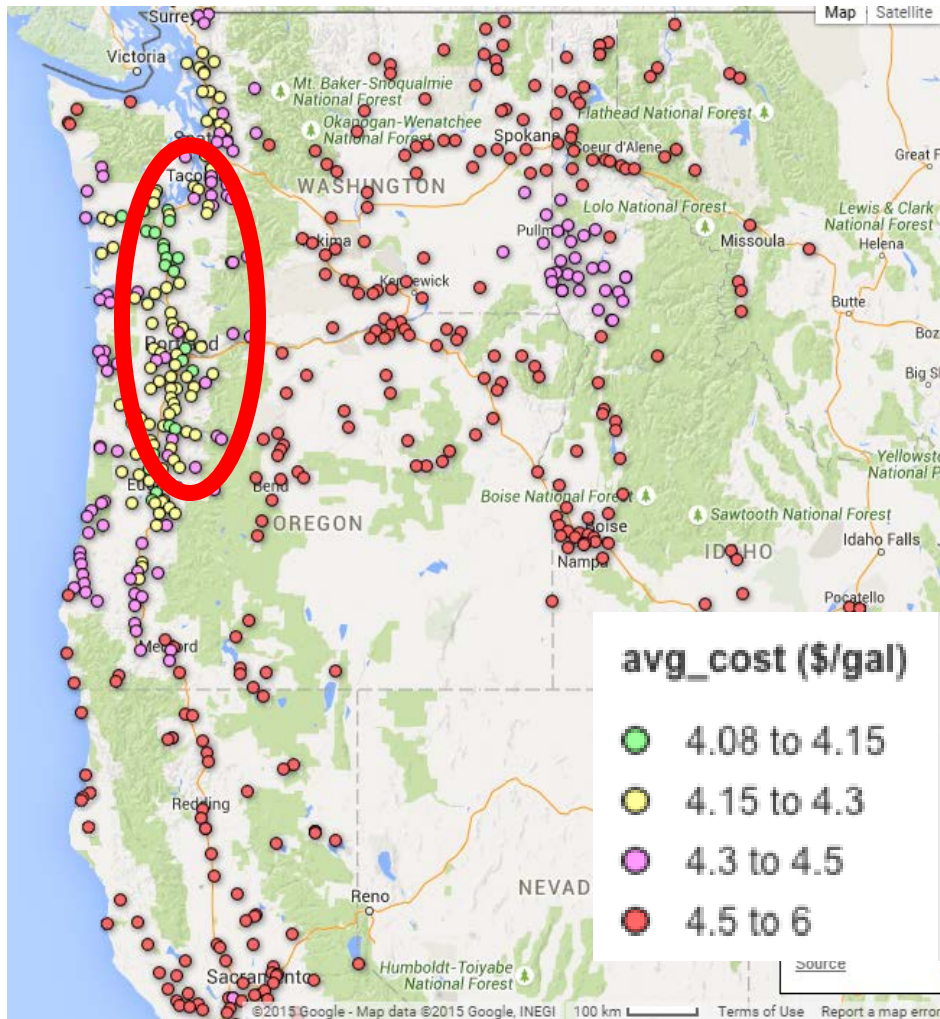 Surrey
Map
Satellite
Victoria
Mt. Baker-Snoqualmie
National Forest
Okanogan-Wenatchee
National Forest
Flathead National Forest
Spokane
Coeur d'Alene
Great F
Taco
WASHINGTON
Lolo National Forest
Lewis & Clark
National Forest
Pullm
Missoula
Helena
kima
Kennewick
Butte
Boz
Portland
Big S
Yellowstone
National P
Eu
Bend
Boise National Forest
Sawtooth National Forest
OREGON
Boise
IDAHO
Idaho Falls
Nampa
Pocatello
Medford
avg_cost ($/gal)
4.08 to 4.15
4.15 to 4.3
4.3 to 4.5
4.5 to 6
Redding
NEVAD
Reno
Source
Sacramento
Humboldt-Toiyabe
National Forest
©2015 Google - Map data ©2015 Google, INEGI
100 km
Terms of Use
Report a map error